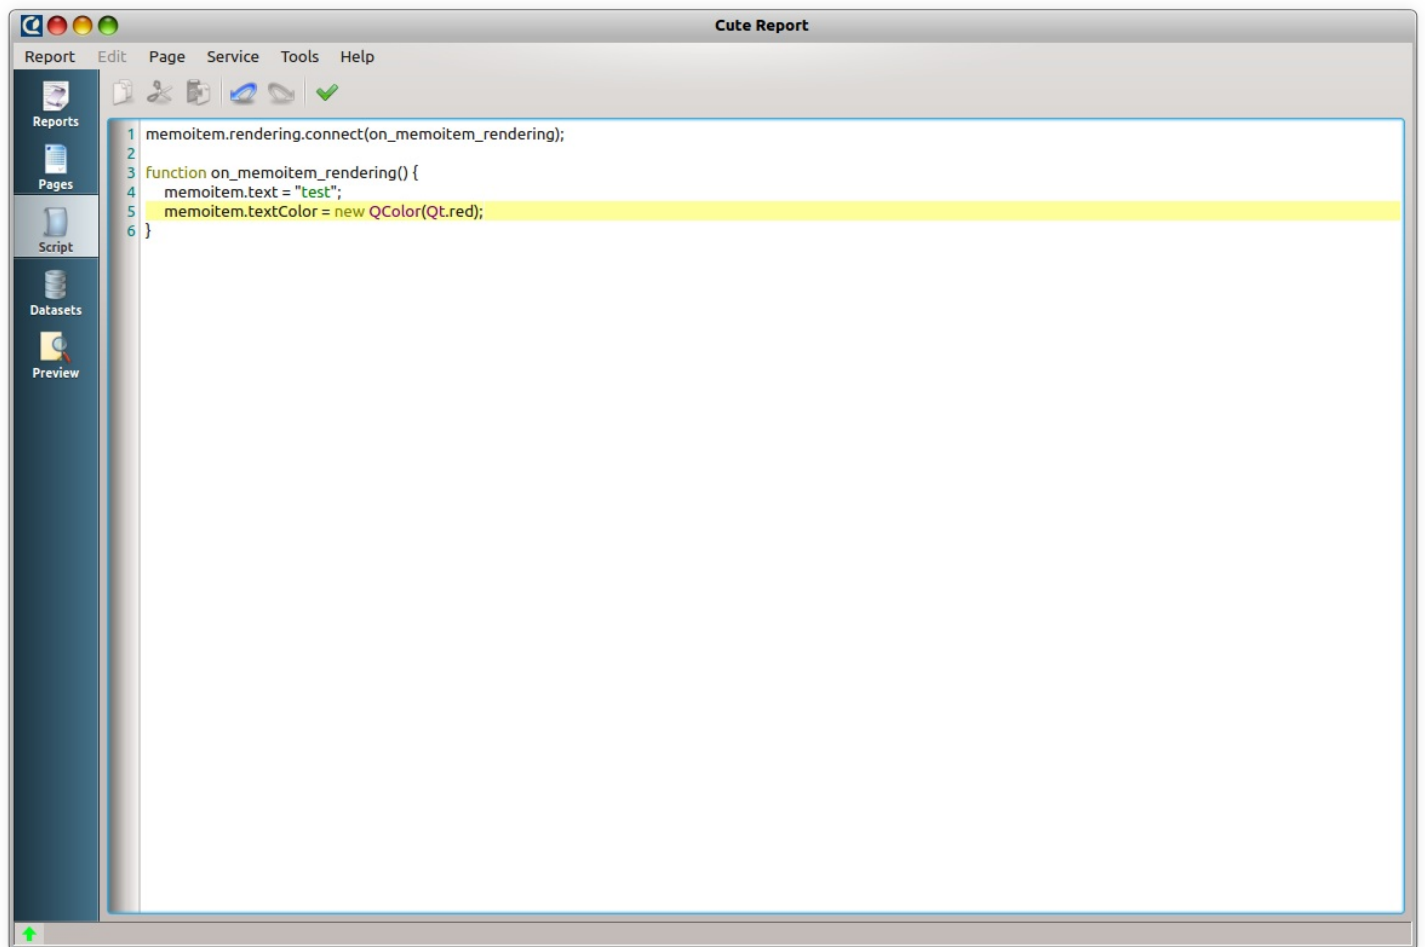 Cute Report
Report Edit Page Service Tools Help
Reports
Pages
Script
Datasets
Preview
1 memoitem.rendering.connect(on_memoitem_rendering);
2
3 function on_memoitem_rendering() {
4     memoitem.text = "test";
5     memoitem.textColor = new QColor(Qt.red);
6 }